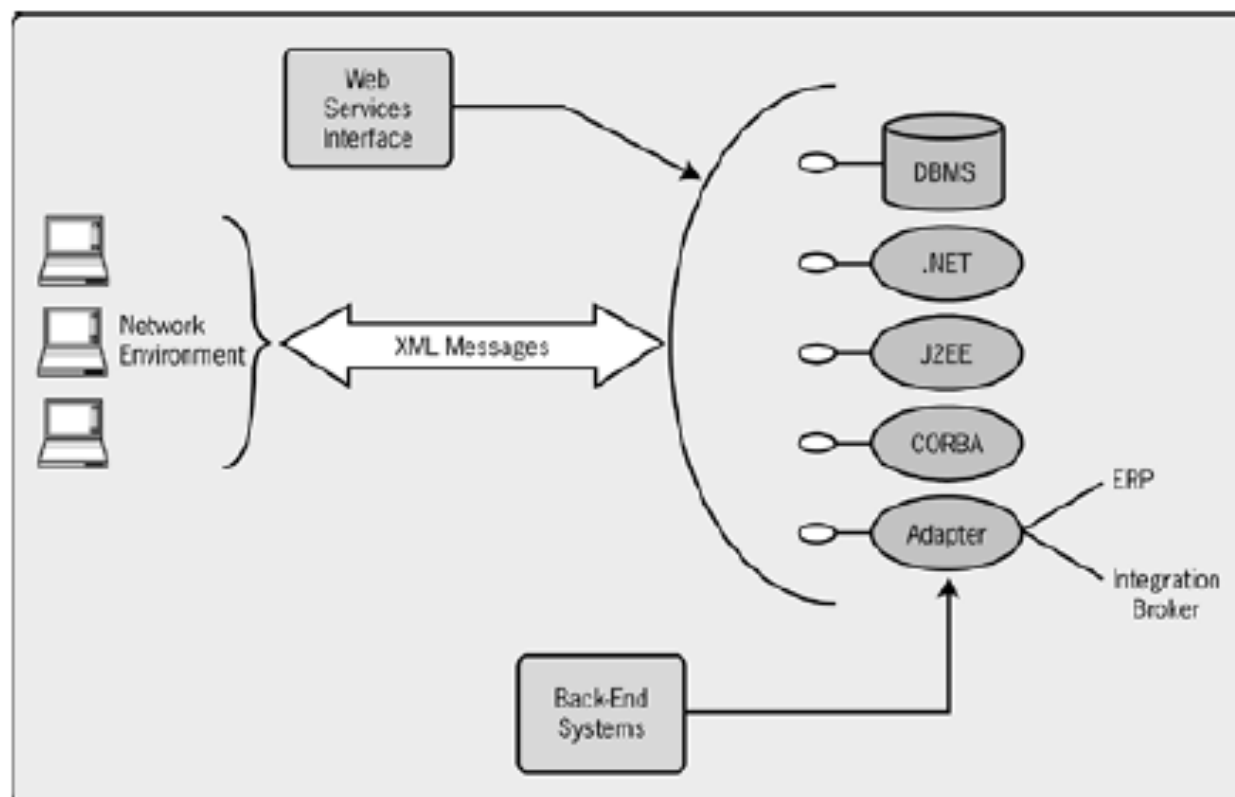 Web
Services
Interface
DBMS
.NET
Network
Environment
XML Messages
J2EE
CORBA
ERP
Adapter
Integration
Broker
Back-End
Systems